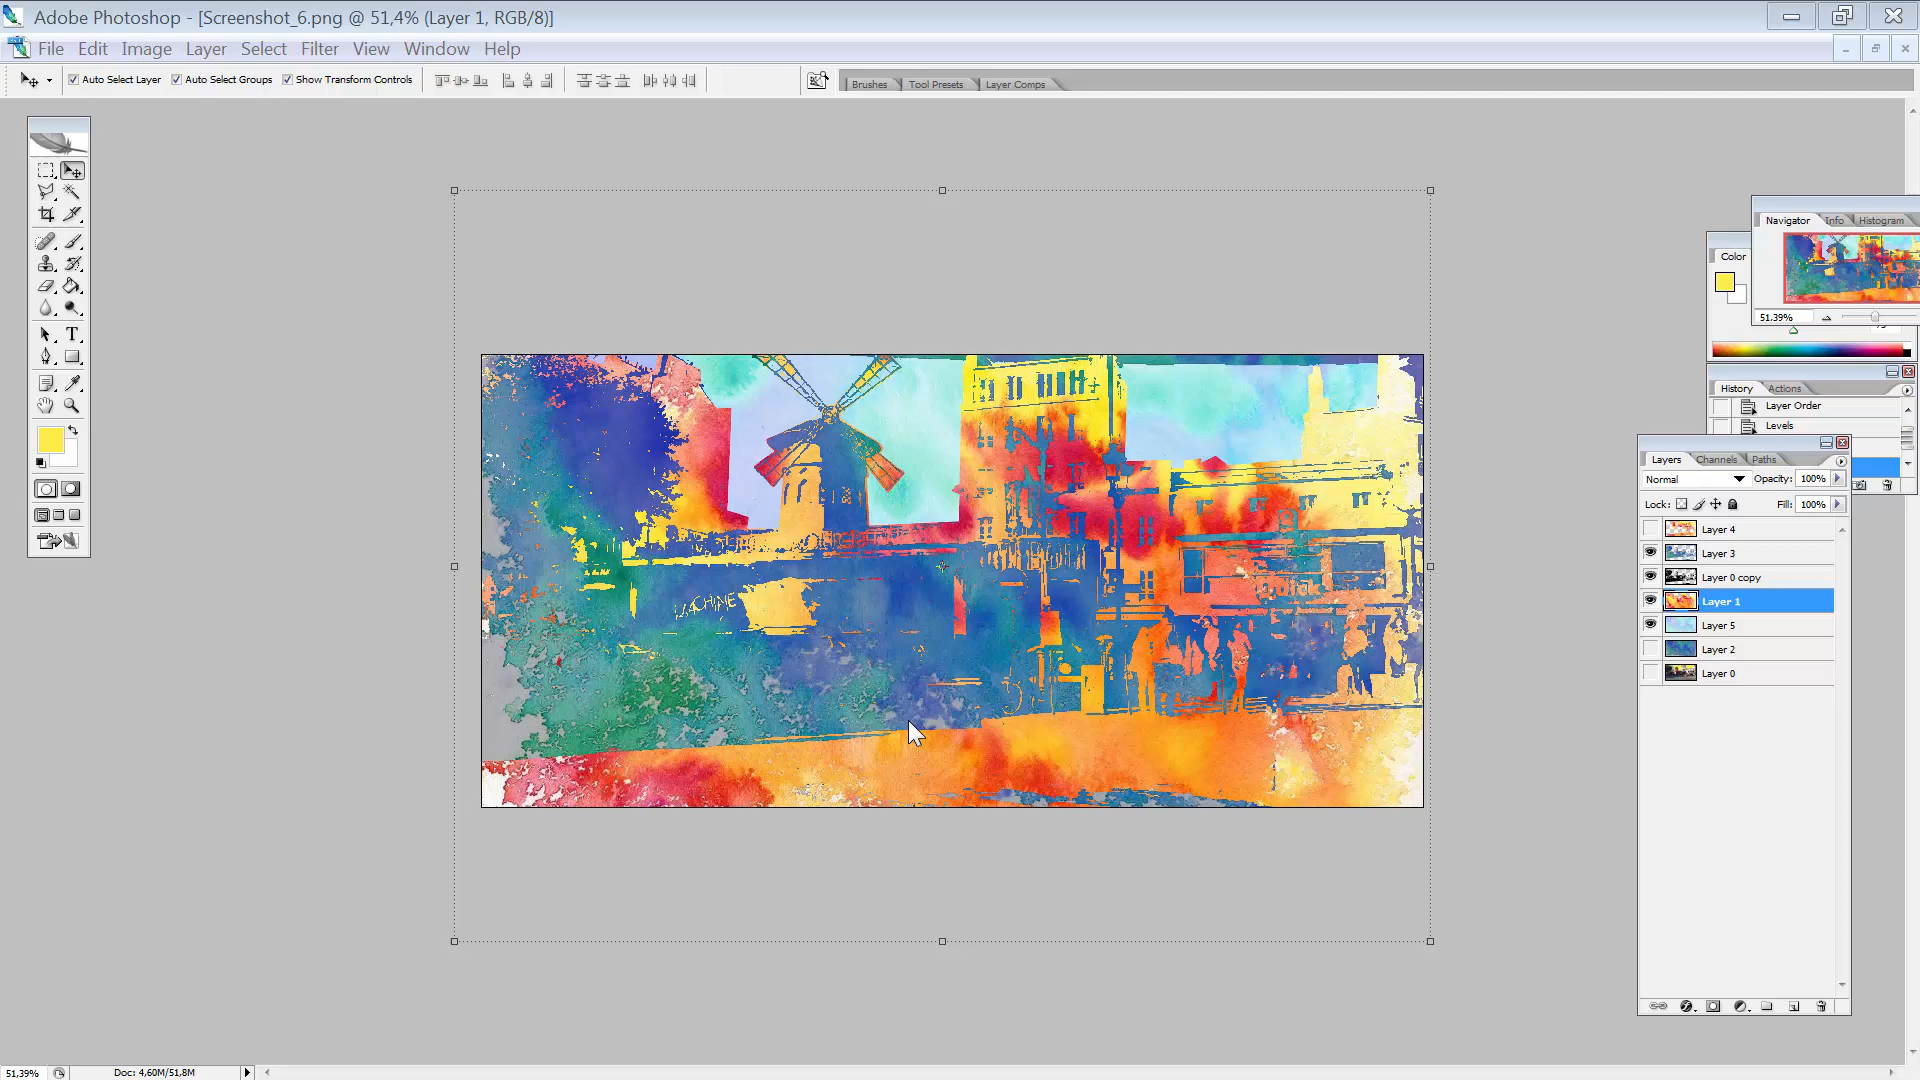 Adobe Photoshop - [Screenshot_6.png @ 51,4% (Layer 1, RGB/8)]
File Edit Image Layer Select Filter View Window Help
Auto Select Layer Auto Select Groups Show Transform Controls
Brushes Tool Presets Layer Comps
Navigator Info Histogram
Color
51.39%
History Actions
Layer Order
Levels
Layers Channels Paths
Normal Opacity: 100%
Lock: Fill: 100%
Layer 4
Layer 3
Layer 0 copy
Layer 1
Layer 5
Layer 2
Layer 0
MACHINE
51,39% Doc: 4,60M/51,8M